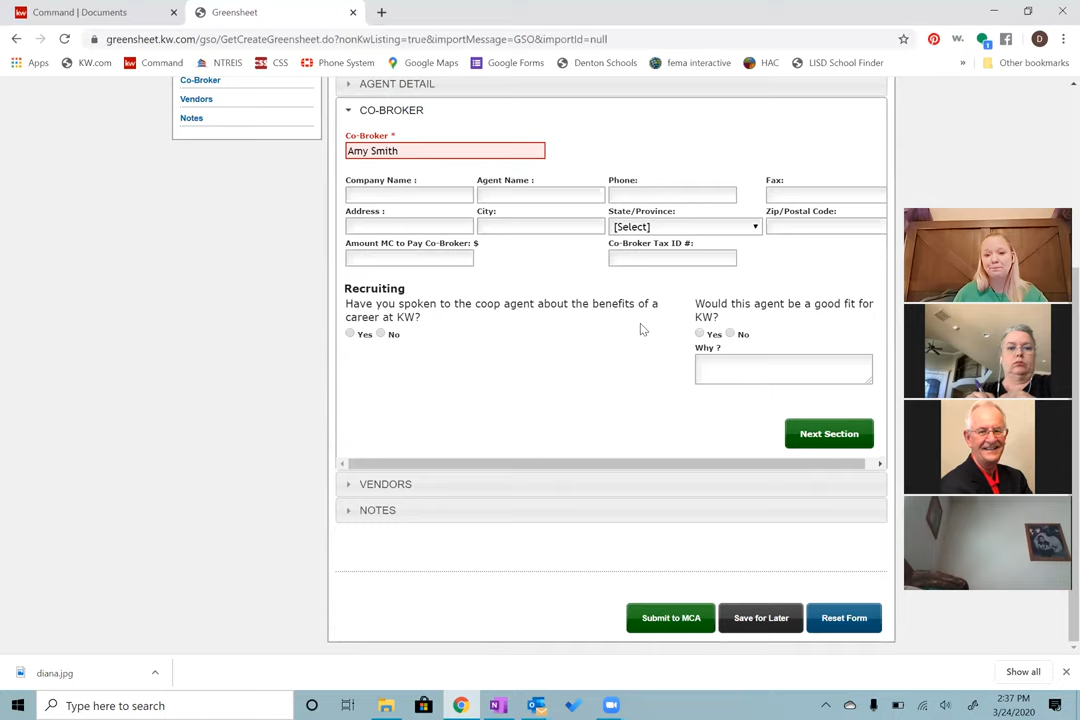 Command | Documents
Greensheet
greensheet.kw.com/gso/GetCreateGreensheet.do?nonKwListing=true&importMessage=GSO&importId=null
D
Apps
KW.com
Command
NTREIS
CSS
Phone System
Google Maps
Google Forms
Denton Schools
fema interactive
HAC
LISD School Finder
»
Other bookmarks
Co-Broker
Vendors
Notes
AGENT DETAIL
CO-BROKER
Co-Broker *
Amy Smith
Company Name : Agent Name : Phone: Fax:
Address : City: State/Province: Zip/Postal Code:
[Select]
Amount MC to Pay Co-Broker: $ Co-Broker Tax ID #:
Recruiting
Have you spoken to the coop agent about the benefits of a
career at KW?
Yes No
Would this agent be a good fit for
KW?
Yes No
Why ?
Next Section
VENDORS
NOTES
Submit to MCA
Save for Later
Reset Form
diana.jpg
Show all
Type here to search
2:37 PM
3/24/2020